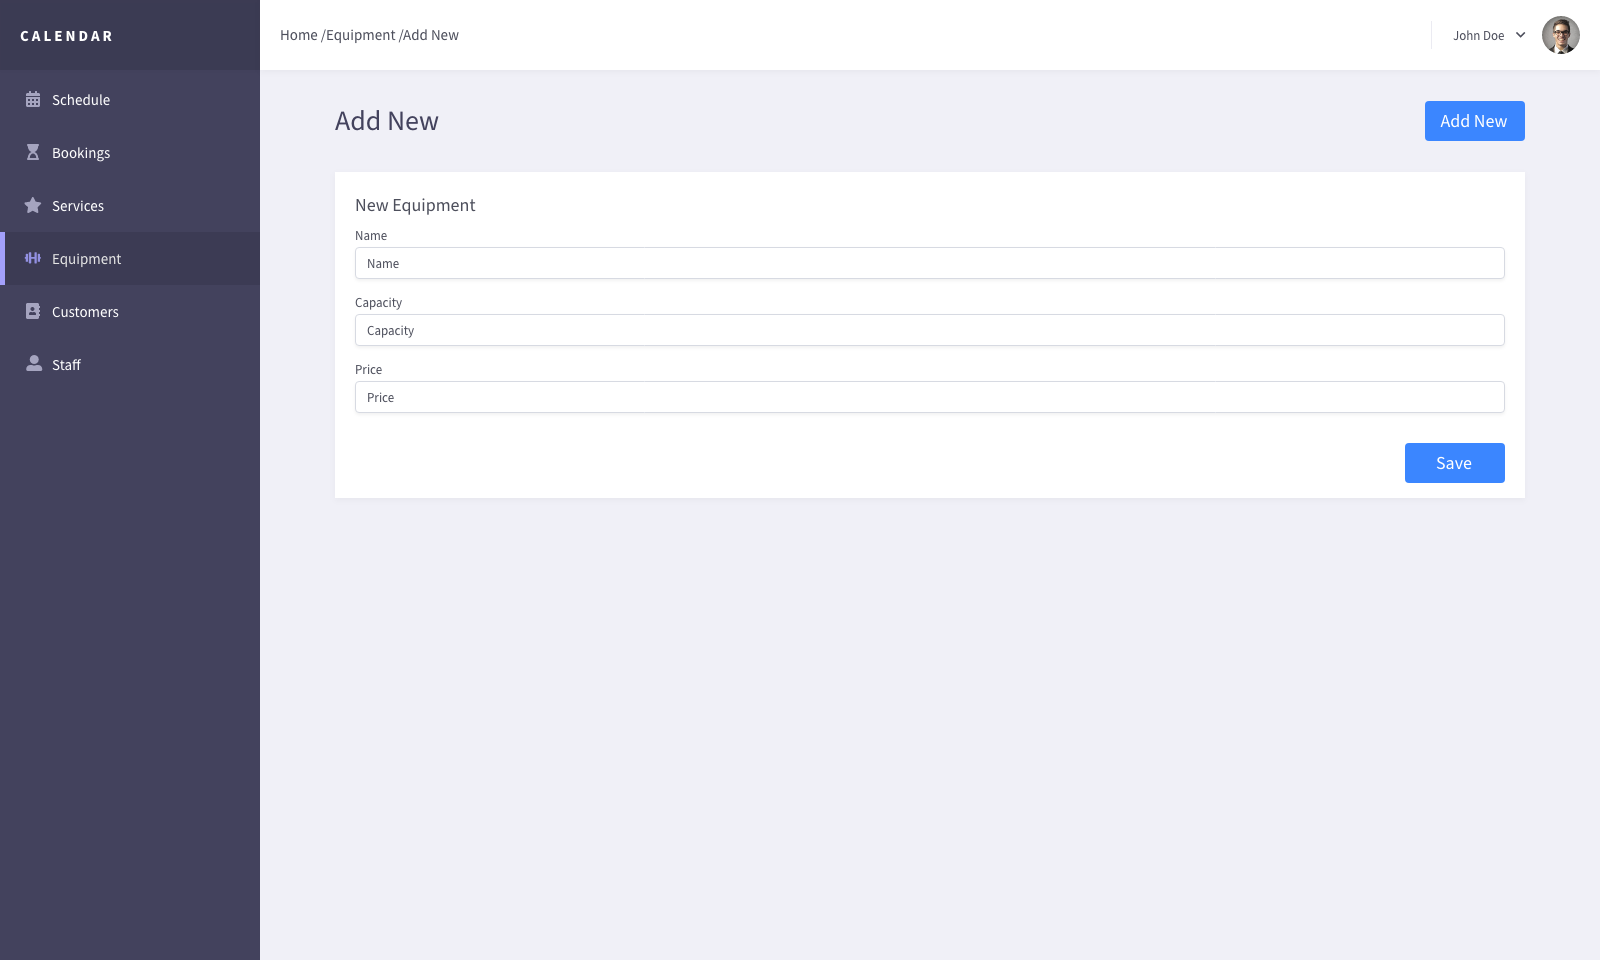 CALENDAR
Home /Equipment /Add New
John Doe
Schedule
Bookings
Services
Equipment
Customers
Staff
Add New
Add New
New Equipment
Name
Name
Capacity
Capacity
Price
Price
Save